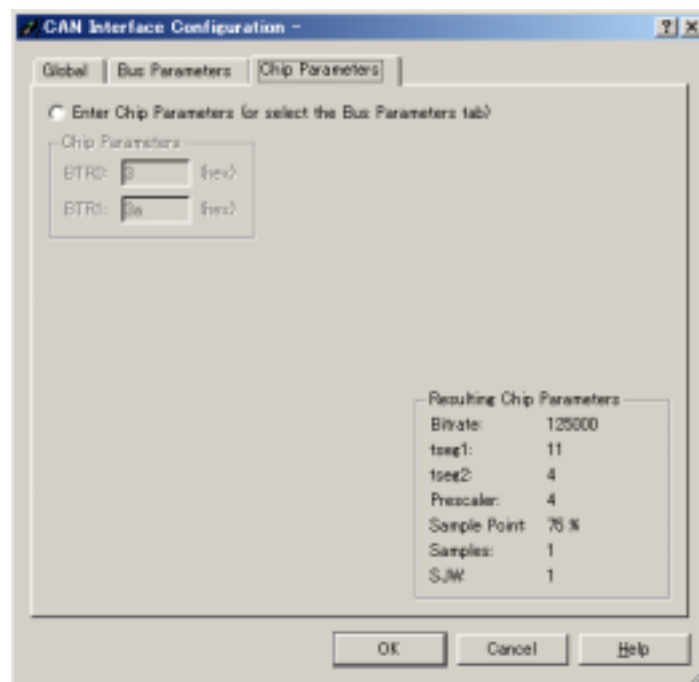 CAN Interface Configuration -
Global
Bus Parameters
Chip Parameters
Enter Chip Parameters (or select the Bus Parameters tab)
Chip Parameters
BTR0: 3 (hex)
BTR1: 3a (hex)
Resulting Chip Parameters
Bitrate: 125000
tseg1: 11
tseg2: 4
Prescaler: 4
Sample Point: 75 %
Samples: 1
SJW: 1
OK
Cancel
Help